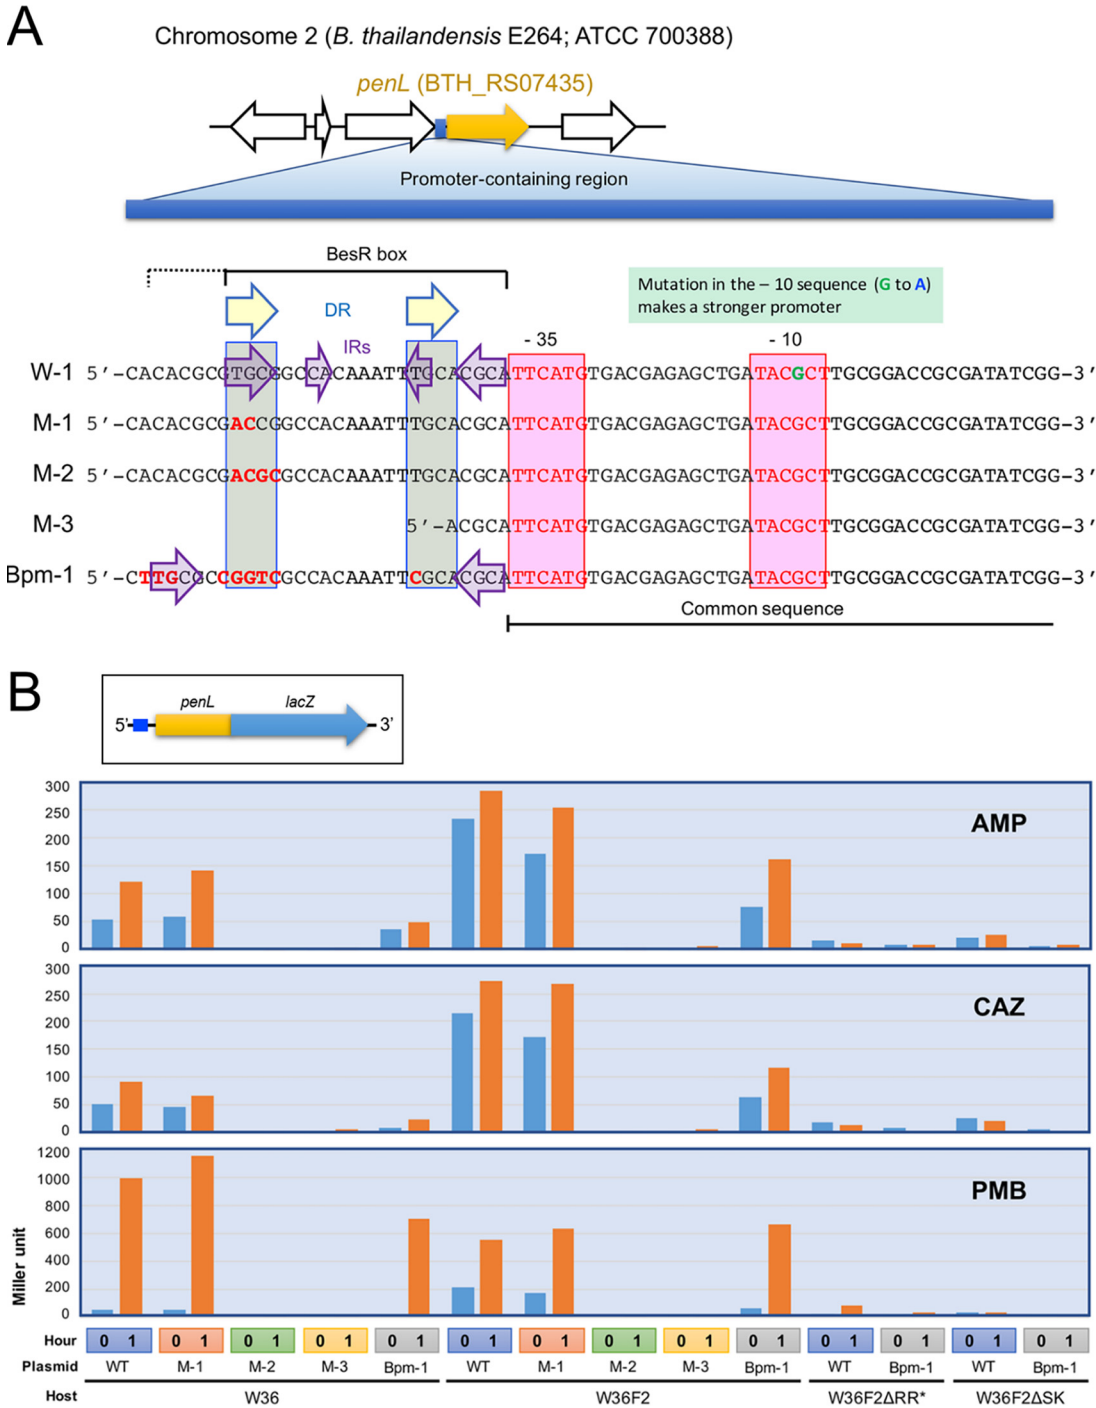 A
Chromosome 2 (B. thailandensis E264; ATCC 700388)
penL (BTH_RS07435)
Promoter-containing region
BesR box
Mutation in the – 10 sequence (G to A)
makes a stronger promoter
DR
IRs
- 35
- 10
W-1 5′-CACACGCGTGCGGCCACAAATTTGCACGCATTCATGTGACGAGAGCTGATACGCTTGCGGACCGCGATATCGG-3′
M-1 5′-CACACGCGACCGGCCACAAATTTGCACGCATTCATGTGACGAGAGCTGATACGCTTGCGGACCGCGATATCGG-3′
M-2 5′-CACACGCGACGCGCCACAAATTTGCACGCATTCATGTGACGAGAGCTGATACGCTTGCGGACCGCGATATCGG-3′
M-3 5′-ACGCATTCATGTGACGAGAGCTGATACGCTTGCGGACCGCGATATCGG-3′
Bpm-1 5′-CTTGCGCCGGTCGCCACAAATTCGCACGCATTCATGTGACGAGAGCTGATACGCTTGCGGACCGCGATATCGG-3′
Common sequence
B
penL lacZ
5' 3'
300
250
200
150
100
50
0
AMP
300
250
200
150
100
50
0
CAZ
1200
1000
800
600
400
200
0
PMB
Miller unit
Hour 0 1 0 1 0 1 0 1 0 1 0 1 0 1 0 1 0 1 0 1 0 1 0 1 0 1 0 1
Plasmid WT M-1 M-2 M-3 Bpm-1 WT M-1 M-2 M-3 Bpm-1 WT Bpm-1 WT Bpm-1
Host W36 W36F2 W36F2ΔRR* W36F2ΔSK